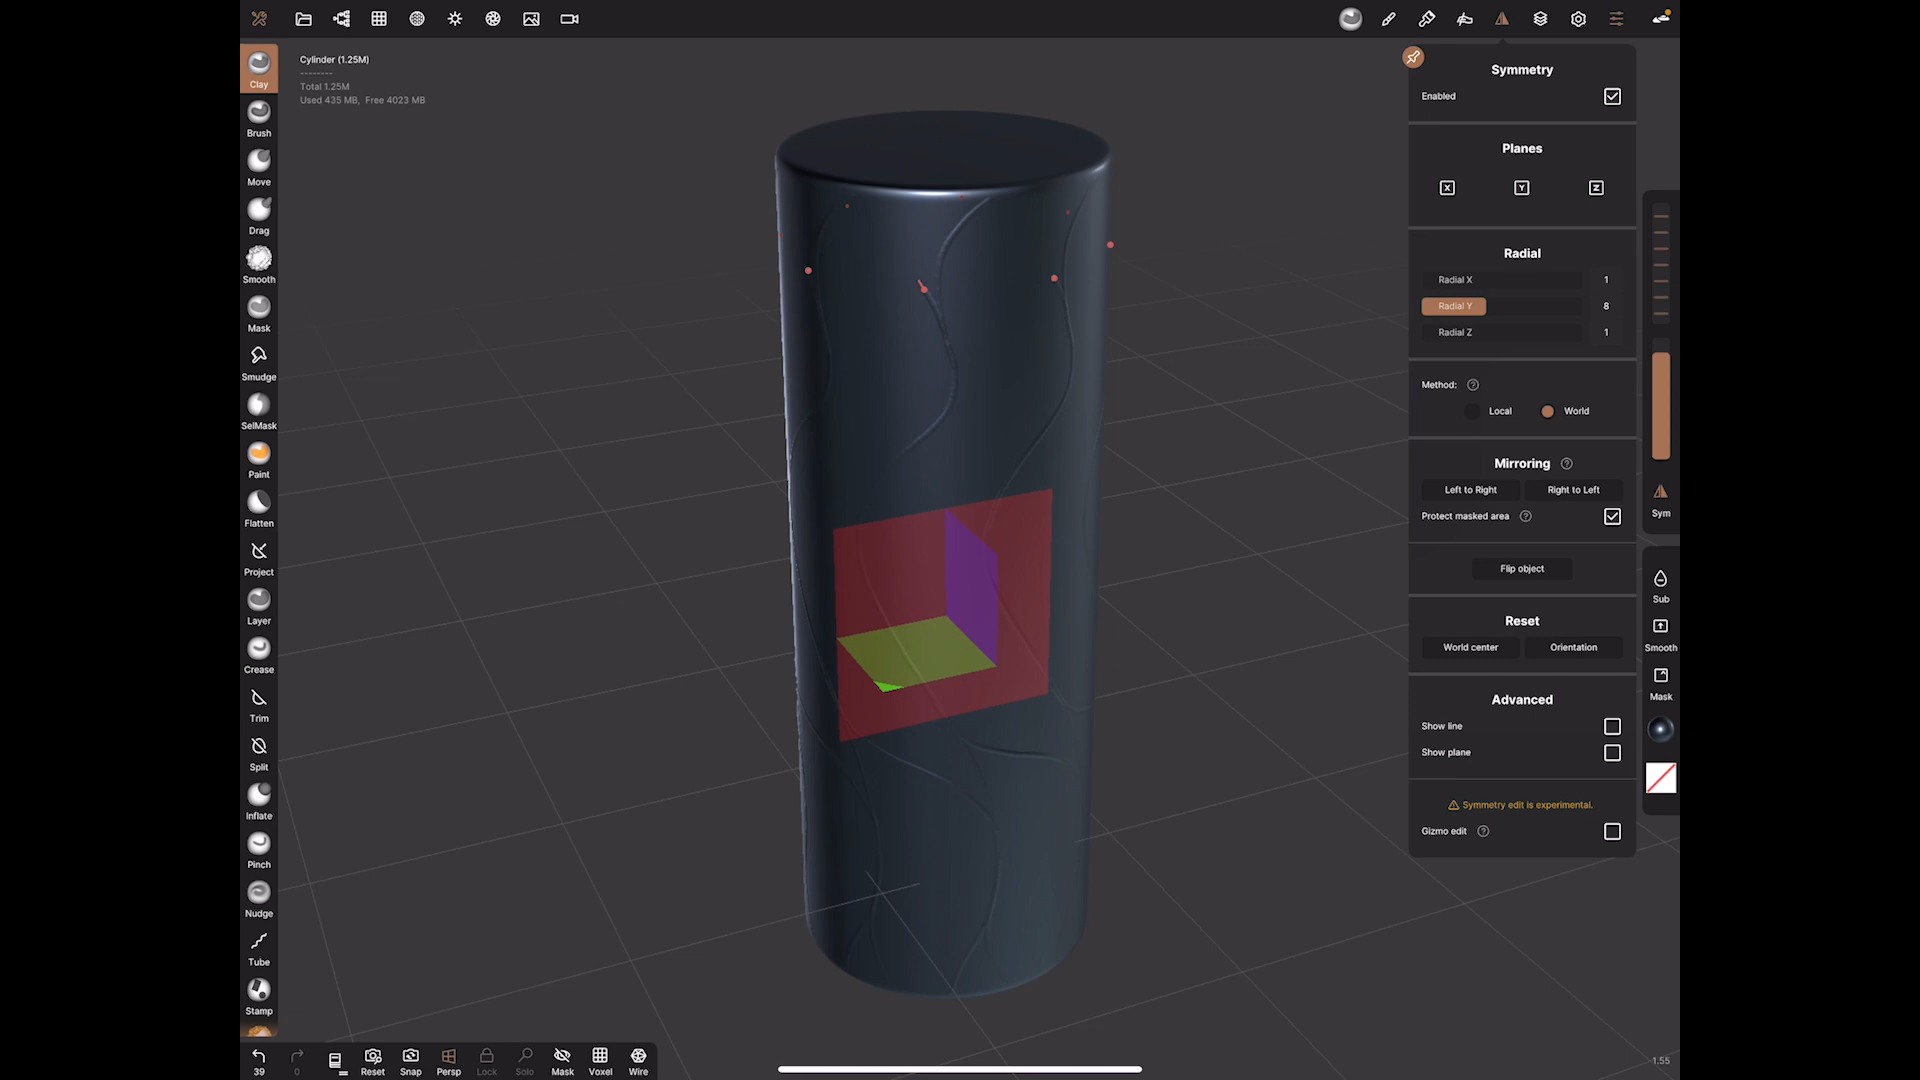 Cylinder (1.25M)
--------
Total 1.25M
Used 435 MB, Free 4023 MB
Clay
Brush
Move
Drag
Smooth
Mask
Smudge
SelMask
Paint
Flatten
Project
Layer
Crease
Trim
Split
Inflate
Pinch
Nudge
Tube
Stamp
Symmetry
Enabled
Planes
X Y Z
Radial
Radial X 1
Radial Y 8
Radial Z 1
Method: ?
Local World
Mirroring ?
Left to Right Right to Left
Protect masked area ?
Flip object
Reset
World center Orientation
Advanced
Show line
Show plane
Symmetry edit is experimental.
Gizmo edit ?
Sym
Sub
Smooth
Mask
39 0 Reset Snap Persp Lock Solo Mask Voxel Wire
1.55